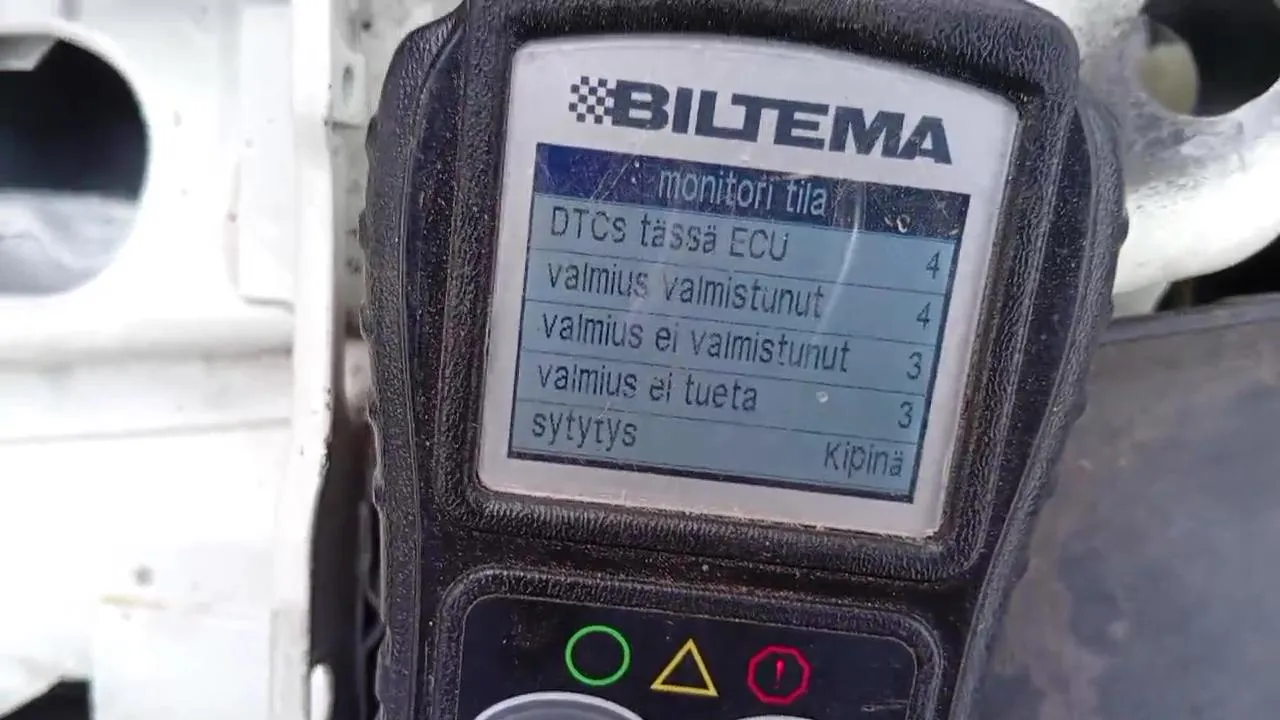 BILTEMA
monitori tila
DTCs tässä ECU 4
valmius valmistunut 4
valmius ei valmistunut 3
valmius ei tueta 3
sytytys Kipinä
!